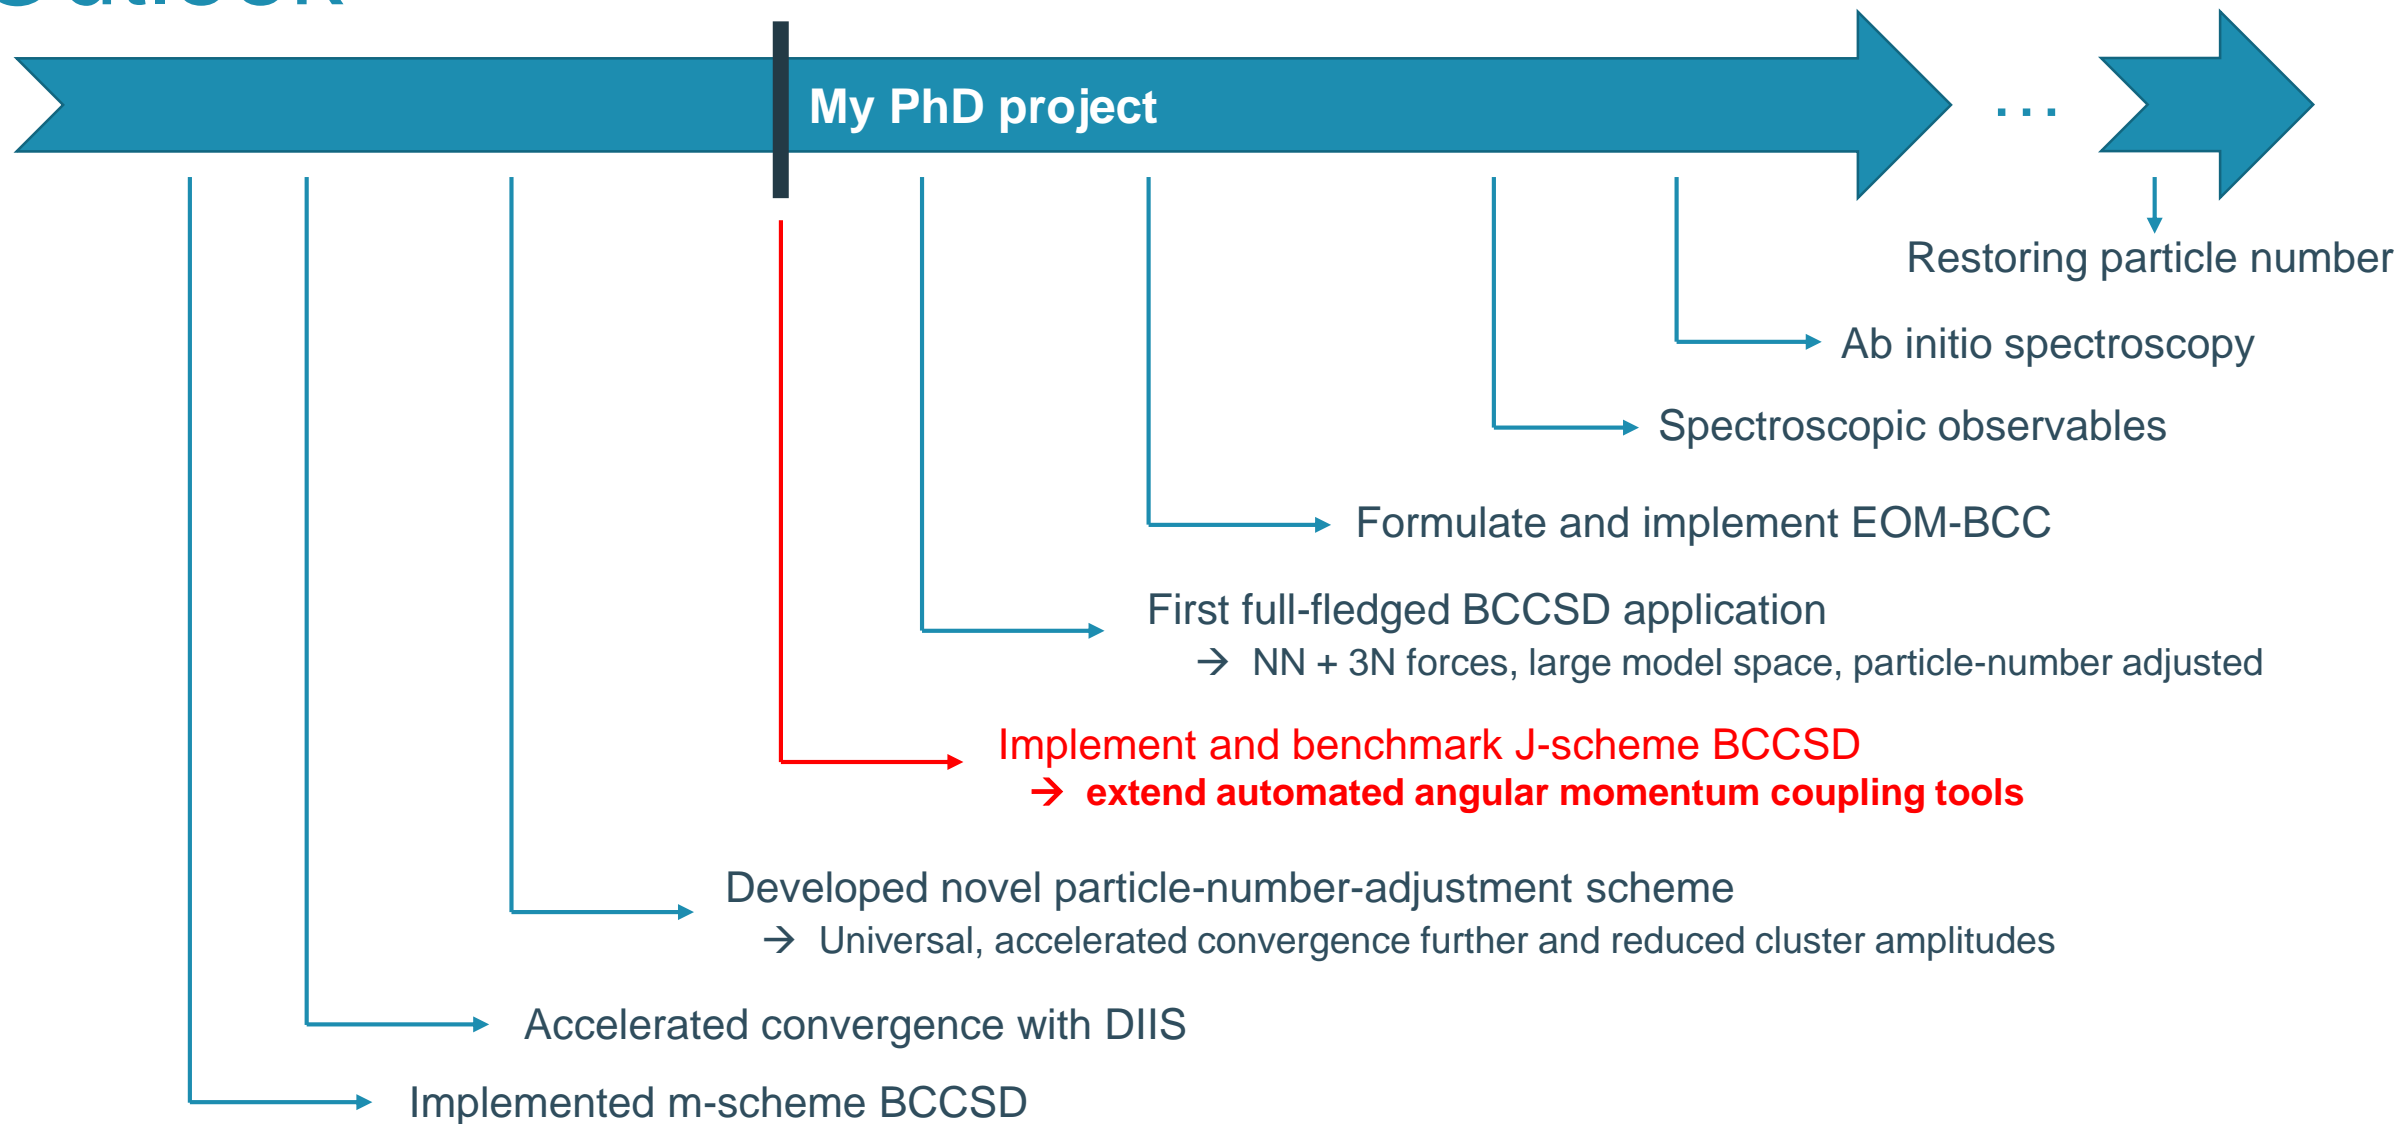 My PhD project
...
Restoring particle number
Ab initio spectroscopy
Spectroscopic observables
Formulate and implement EOM-BCC
First full-fledged BCCSD application
→ NN + 3N forces, large model space, particle-number adjusted
Implement and benchmark J-scheme BCCSD
→ extend automated angular momentum coupling tools
Developed novel particle-number-adjustment scheme
→ Universal, accelerated convergence further and reduced cluster amplitudes
Accelerated convergence with DIIS
Implemented m-scheme BCCSD